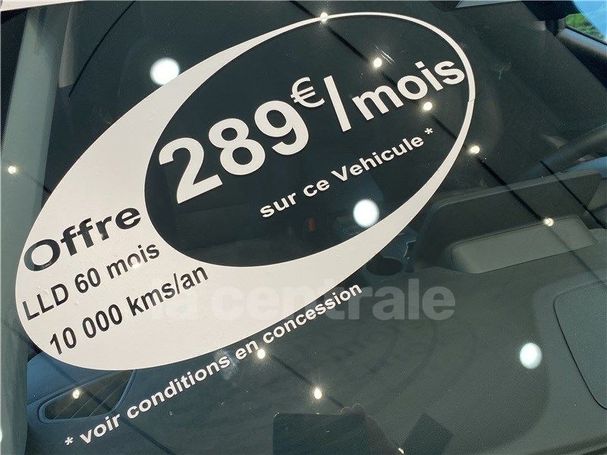 289€/mois
sur ce Vehicule *
Offre
LLD 60 mois
10 000 kms/an
la centrale
* voir conditions en concession